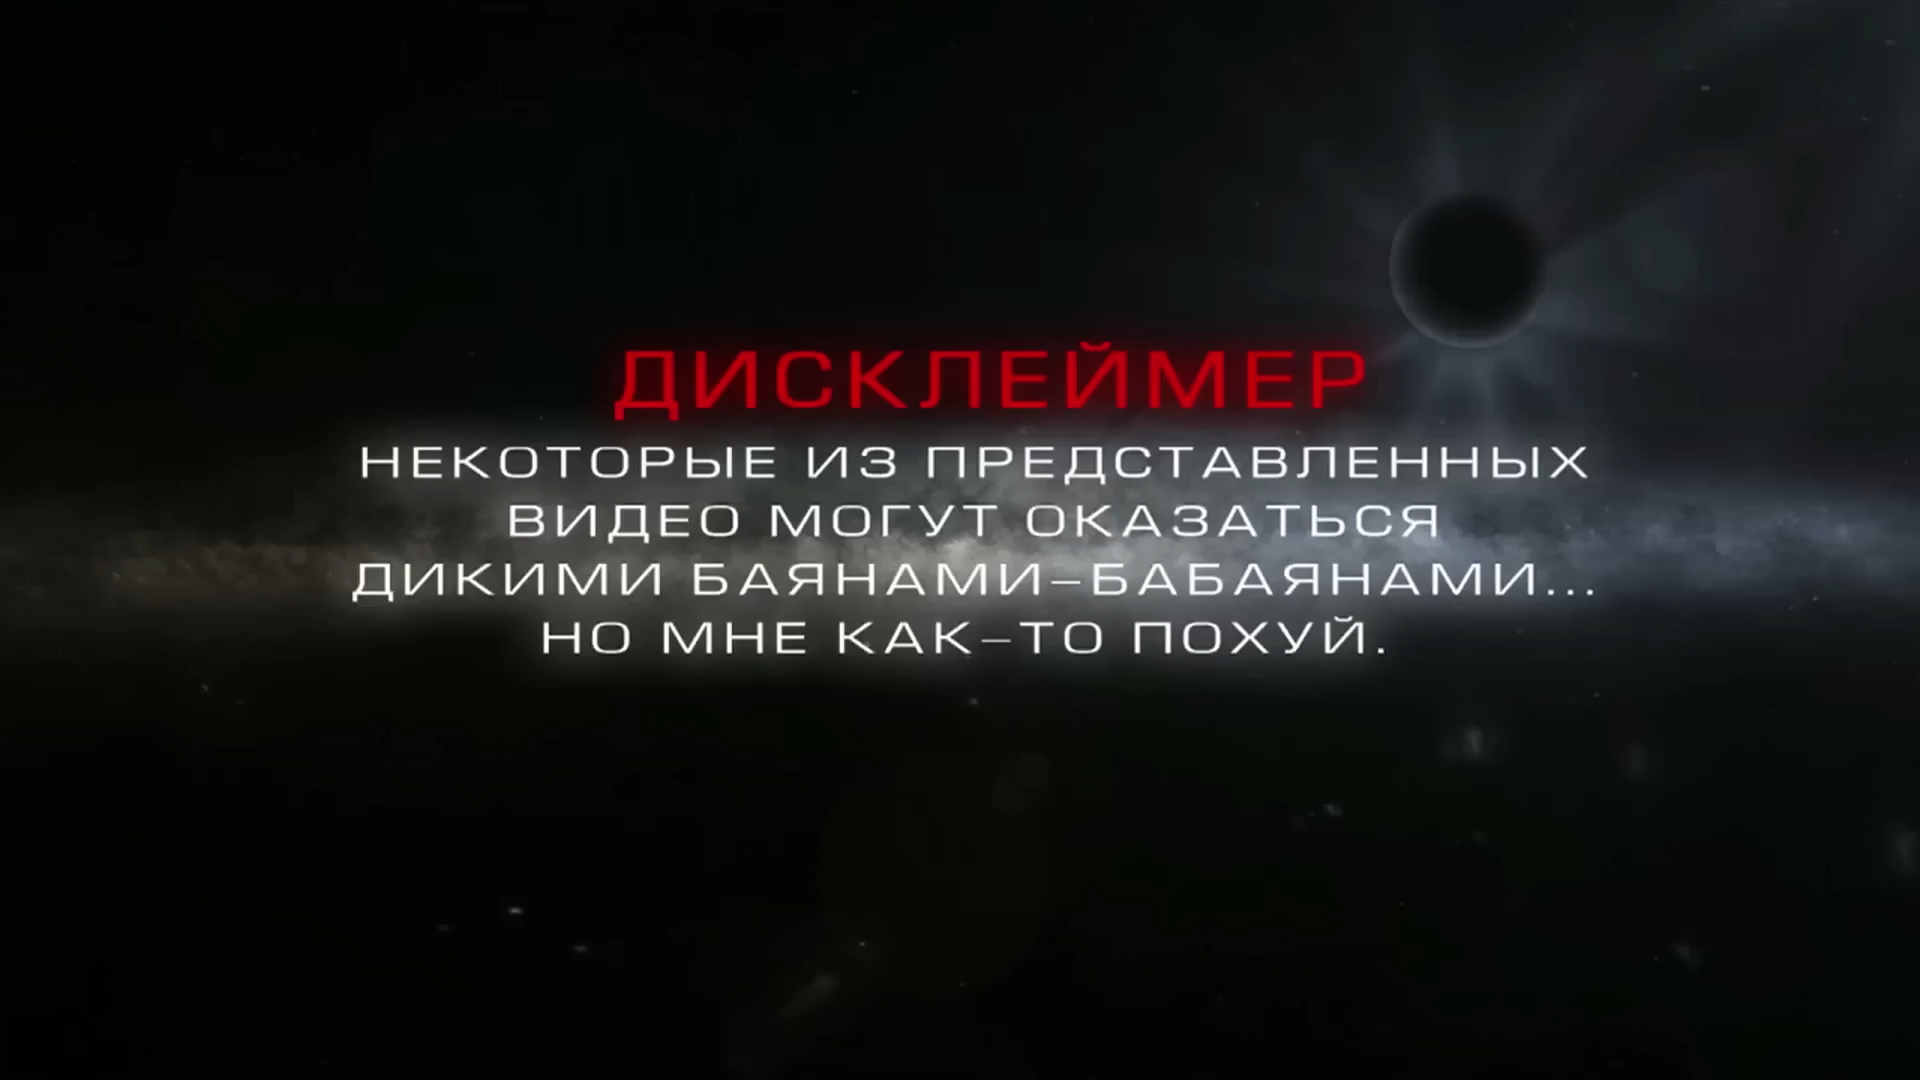 ДИСКЛЕЙМЕР
НЕКОТОРЫЕ ИЗ ПРЕДСТАВЛЕННЫХ
ВИДЕО МОГУТ ОКАЗАТЬСЯ
ДИКИМИ БАЯНАМИ–БАБАЯНАМИ...
НО МНЕ КАК–ТО ПОХУЙ.